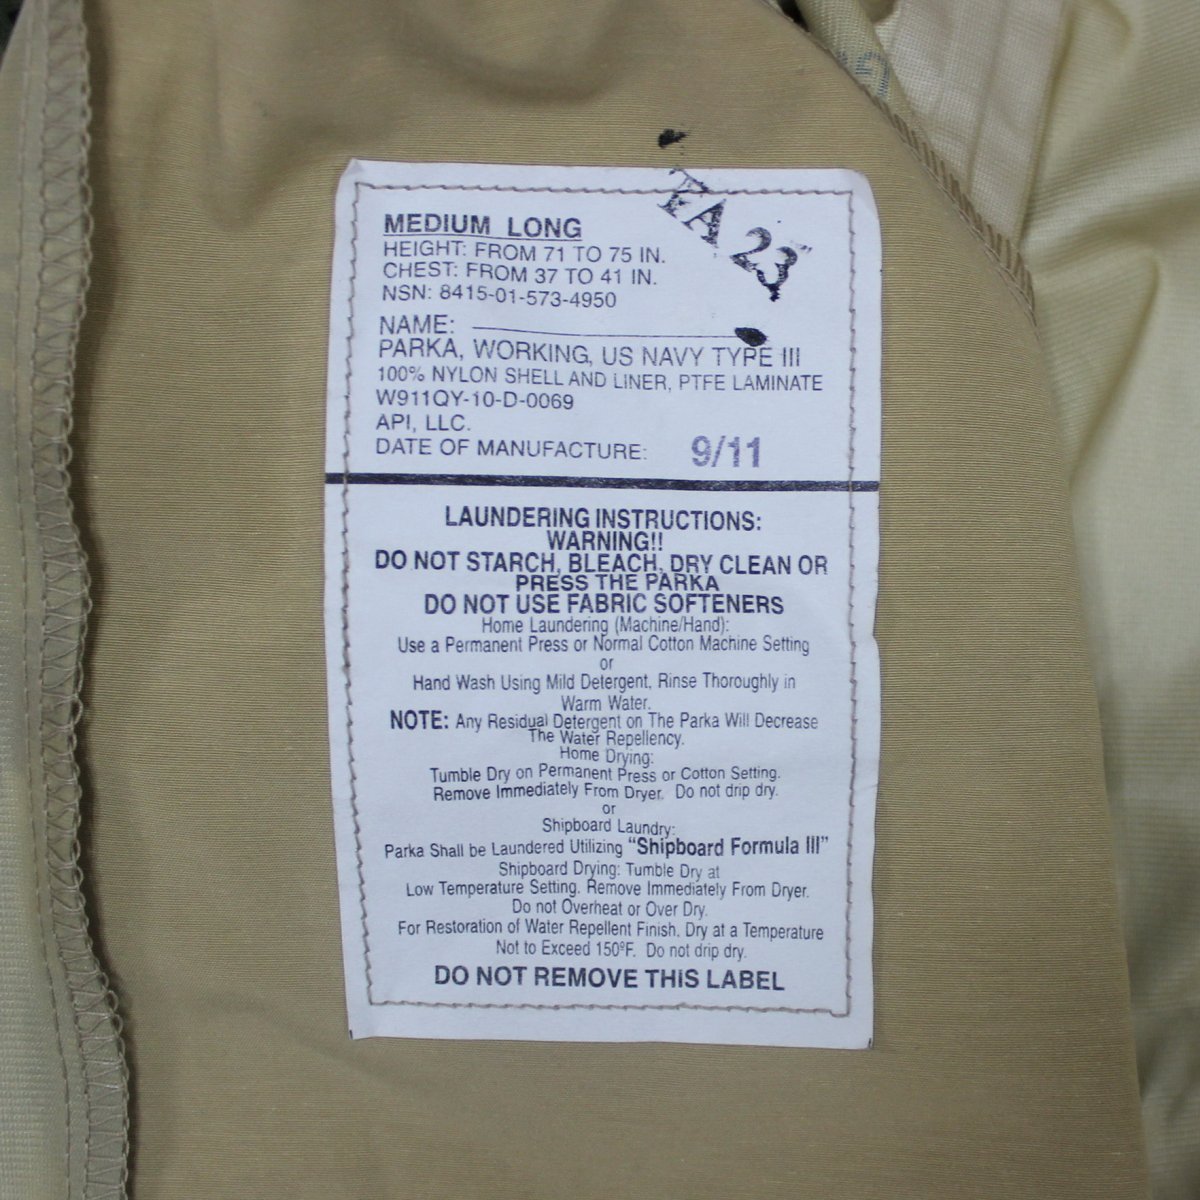 MEDIUM LONG
HEIGHT: FROM 71 TO 75 IN.
CHEST: FROM 37 TO 41 IN.
NSN: 8415-01-573-4950
NAME:
PARKA, WORKING, US NAVY TYPE III
100% NYLON SHELL AND LINER, PTFE LAMINATE
W911QY-10-D-0069
API, LLC.
DATE OF MANUFACTURE: 9/11
23
LAUNDERING INSTRUCTIONS:
WARNING!!
DO NOT STARCH, BLEACH, DRY CLEAN OR
PRESS THE PARKA
DO NOT USE FABRIC SOFTENERS
Home Laundering (Machine/Hand):
Use a Permanent Press or Normal Cotton Machine Setting
or
Hand Wash Using Mild Detergent, Rinse Thoroughly in
Warm Water.
NOTE: Any Residual Detergent on The Parka Will Decrease
The Water Repellency.
Home Drying:
Tumble Dry on Permanent Press or Cotton Setting.
Remove Immediately From Dryer. Do not drip dry.
or
Shipboard Laundry:
Parka Shall be Laundered Utilizing "Shipboard Formula III"
Shipboard Drying: Tumble Dry at
Low Temperature Setting. Remove Immediately From Dryer.
Do not Overheat or Over Dry.
For Restoration of Water Repellent Finish, Dry at a Temperature
Not to Exceed 150ºF. Do not drip dry.
DO NOT REMOVE THIS LABEL